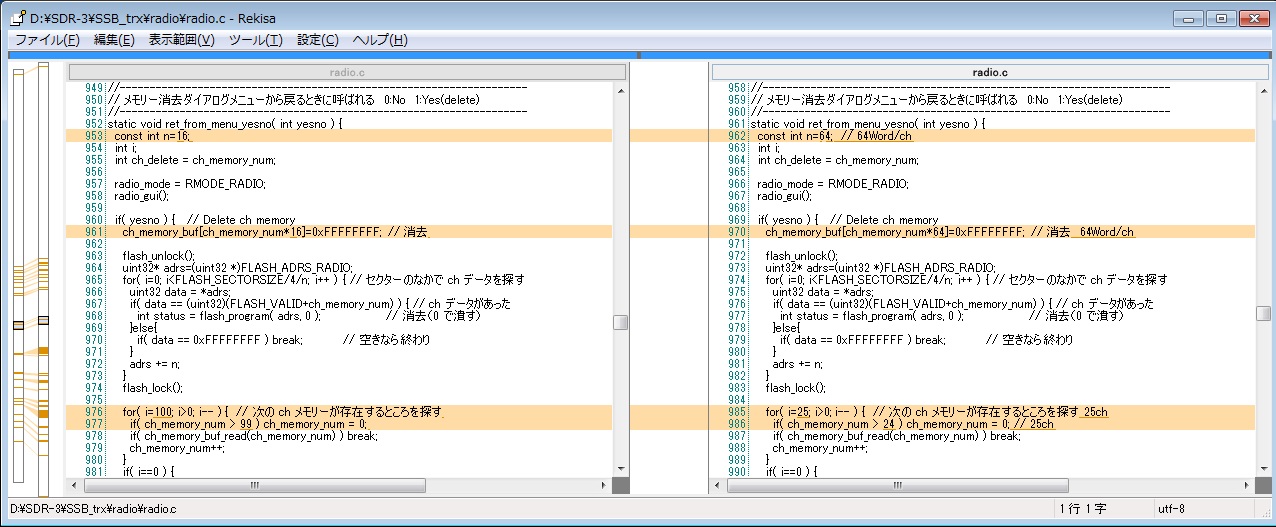 D:¥SDR-3¥SSB_trx¥radio¥radio.c - Rekisa
ファイル(F) 編集(E) 表示範囲(V) ツール(T) 設定(C) ヘルプ(H)
radio.c
949 //------------------------------------------------------------------------
950 // メモリー消去ダイアログメニューから戻るときに呼ばれる 0:No 1:Yes(delete)
951 //------------------------------------------------------------------------
952 static void ret_from_menu_yesno( int yesno ) {
953 const int n=16;
954 int i;
955 int ch_delete = ch_memory_num;
956
957 radio_mode = RMODE_RADIO;
958 radio_gui();
959
960 if( yesno ) { // Delete ch memory
961 ch_memory_buf[ch_memory_num*16]=0xFFFFFFFF; // 消去
962
963 flash_unlock();
964 uint32* adrs=(uint32 *)FLASH_ADRS_RADIO;
965 for( i=0; i<FLASH_SECTORSIZE/4/n; i++ ) { // セクターのなかで ch データを探す
966 uint32 data = *adrs;
967 if( data == (uint32)(FLASH_VALID+ch_memory_num) ) { // ch データがあった
968 int status = flash_program( adrs, 0 ); // 消去(0 で潰す)
969 }else{
970 if( data == 0xFFFFFFFF ) break; // 空きなら終わり
971 }
972 adrs += n;
973 }
974 flash_lock();
975
976 for( i=100; i>0; i-- ) { // 次の ch メモリーが存在するところを探す
977 if( ch_memory_num > 99 ) ch_memory_num = 0;
978 if( ch_memory_buf_read(ch_memory_num) ) break;
979 ch_memory_num++;
980 }
981 if( i==0 ) {
radio.c
958 //------------------------------------------------------------------------
959 // メモリー消去ダイアログメニューから戻るときに呼ばれる 0:No 1:Yes(delete)
960 //------------------------------------------------------------------------
961 static void ret_from_menu_yesno( int yesno ) {
962 const int n=64; // 64Word/ch
963 int i;
964 int ch_delete = ch_memory_num;
965
966 radio_mode = RMODE_RADIO;
967 radio_gui();
968
969 if( yesno ) { // Delete ch memory
970 ch_memory_buf[ch_memory_num*64]=0xFFFFFFFF; // 消去 64Word/ch
971
972 flash_unlock();
973 uint32* adrs=(uint32 *)FLASH_ADRS_RADIO;
974 for( i=0; i<FLASH_SECTORSIZE/4/n; i++ ) { // セクターのなかで ch データを探す
975 uint32 data = *adrs;
976 if( data == (uint32)(FLASH_VALID+ch_memory_num) ) { // ch データがあった
977 int status = flash_program( adrs, 0 ); // 消去(0 で潰す)
978 }else{
979 if( data == 0xFFFFFFFF ) break; // 空きなら終わり
980 }
981 adrs += n;
982 }
983 flash_lock();
984
985 for( i=25; i>0; i-- ) { // 次の ch メモリーが存在するところを探す 25ch
986 if( ch_memory_num > 24 ) ch_memory_num = 0; // 25ch
987 if( ch_memory_buf_read(ch_memory_num) ) break;
988 ch_memory_num++;
989 }
990 if( i==0 ) {
D:¥SDR-3¥SSB_trx¥radio¥radio.c 1 行 1 字 utf-8